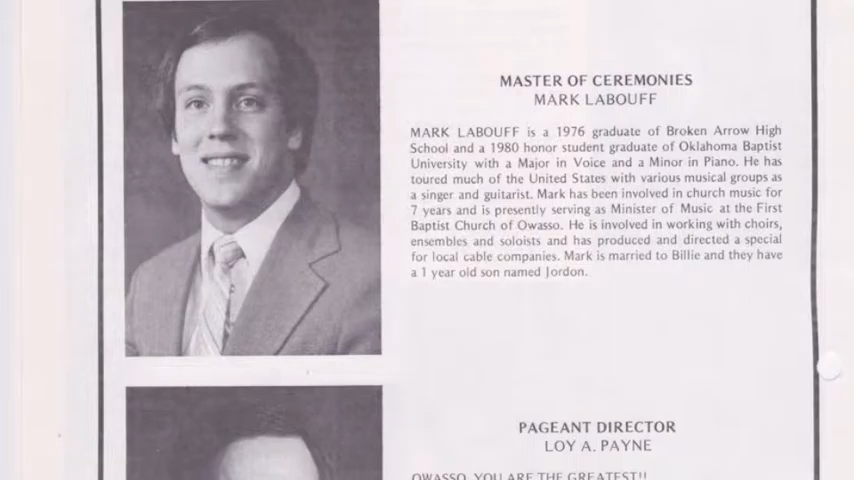 MASTER OF CEREMONIES
MARK LABOUFF
MARK LABOUFF is a 1976 graduate of Broken Arrow High
School and a 1980 honor student graduate of Oklahoma Baptist
University with a Major in Voice and a Minor in Piano. He has
toured much of the United States with various musical groups as
a singer and guitarist. Mark has been involved in church music for
7 years and is presently serving as Minister of Music at the First
Baptist Church of Owasso. He is involved in working with choirs,
ensembles and soloists and has produced and directed a special
for local cable companies. Mark is married to Billie and they have
a 1 year old son named Jordon.
PAGEANT DIRECTOR
LOY A. PAYNE
OWASSO, YOU ARE THE GREATEST!!